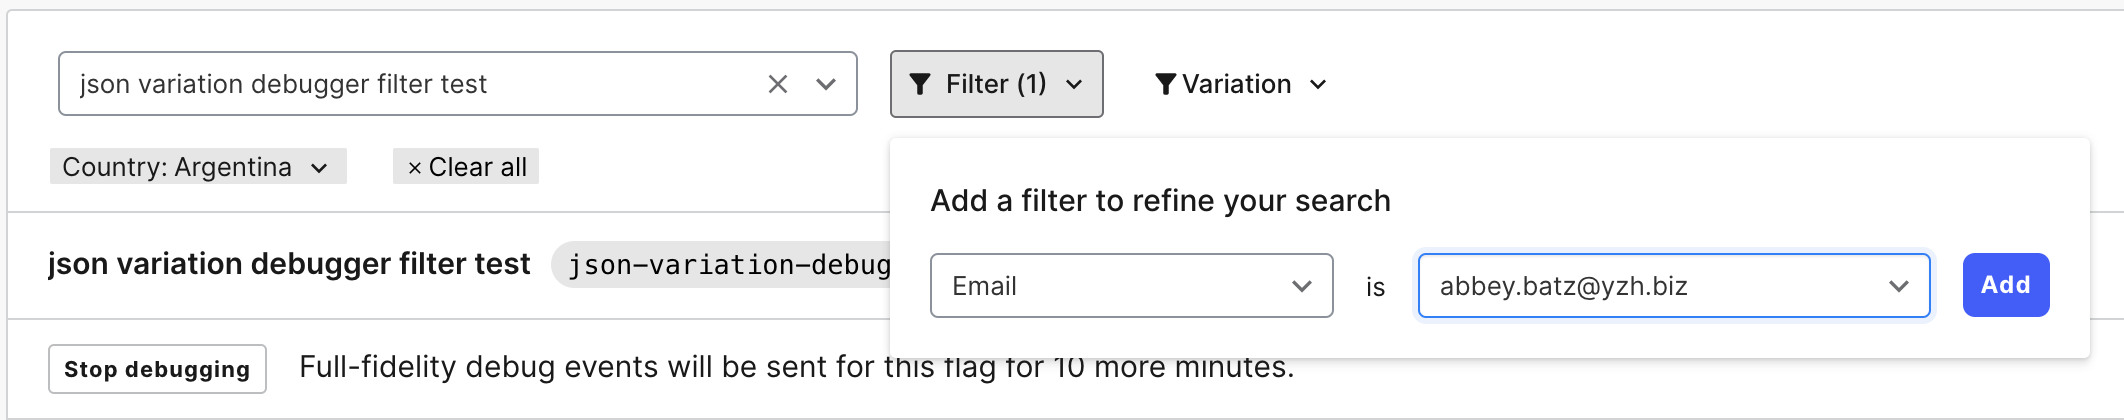 json variation debugger filter test
Filter (1)
Variation
Country: Argentina
× Clear all
Add a filter to refine your search
Email
is
abbey.batz@yzh.biz
Add
json variation debugger filter test
json-variation-debug
Stop debugging
Full-fidelity debug events will be sent for this flag for 10 more minutes.